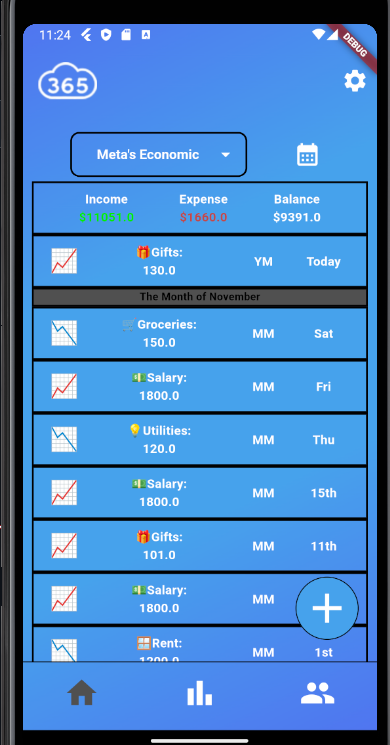 11:24
DEBUG
365
Meta's Economic
Income Expense Balance
$11051.0 $1660.0 $9391.0
Gifts:
130.0
YM Today
The Month of November
Groceries:
150.0
MM Sat
Salary:
1800.0
MM Fri
Utilities:
120.0
MM Thu
Salary:
1800.0
MM 15th
Gifts:
101.0
MM 11th
Salary:
1800.0
MM
Rent:
1200.0
MM 1st